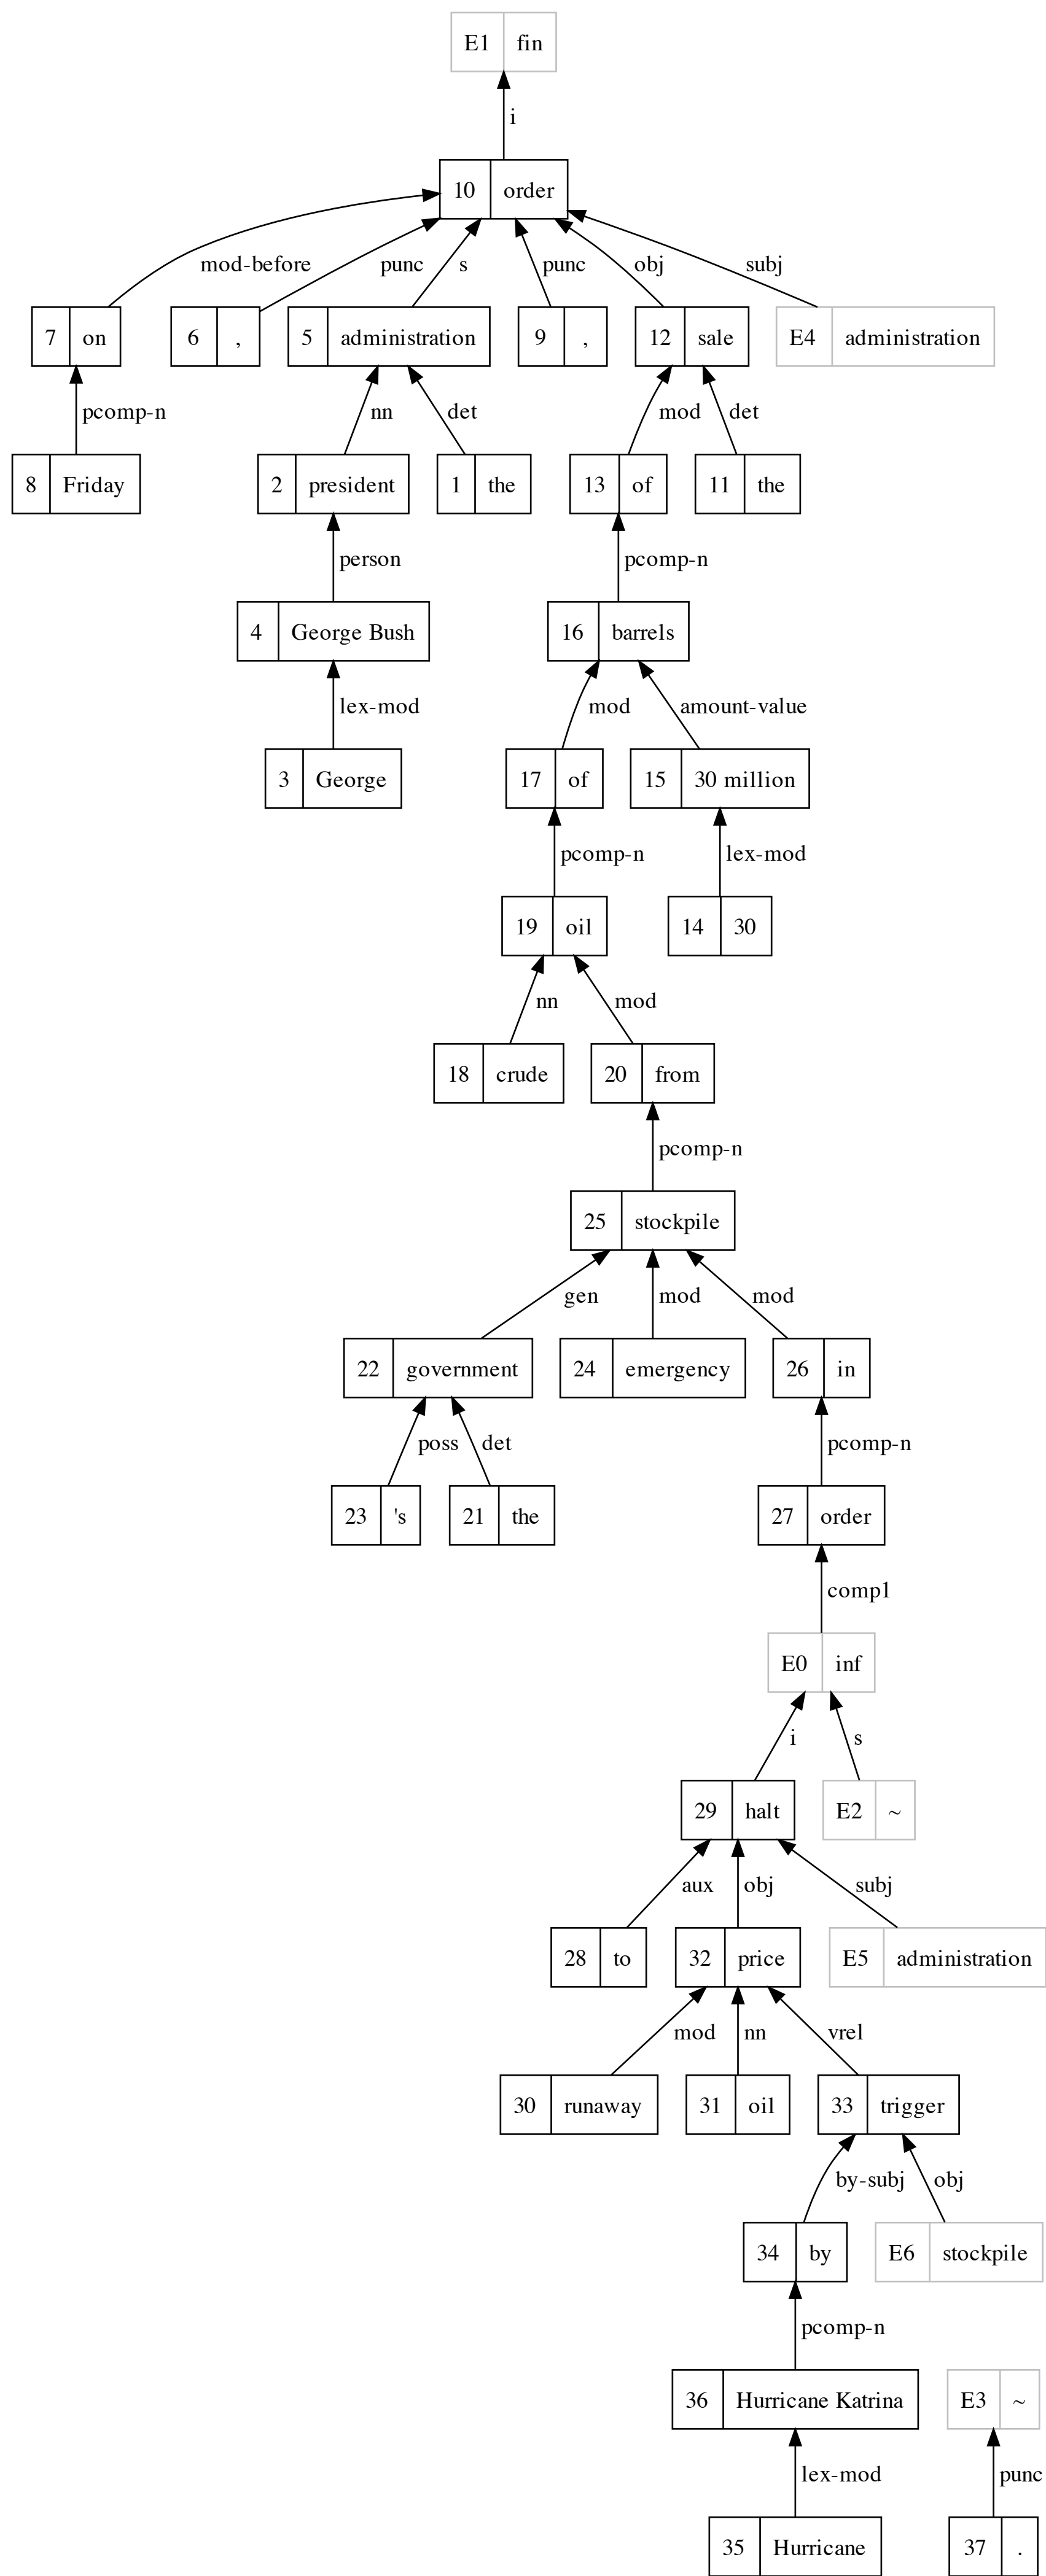 E1 fin
i
10 order
mod-before punc s punc obj subj
7 on 6 , 5 administration 9 , 12 sale E4 administration
pcomp-n nn det mod det
8 Friday 2 president 1 the 13 of 11 the
person pcomp-n
4 George Bush 16 barrels
lex-mod mod amount-value
3 George 17 of 15 30 million
pcomp-n lex-mod
19 oil 14 30
nn mod
18 crude 20 from
pcomp-n
25 stockpile
gen mod mod
22 government 24 emergency 26 in
poss det pcomp-n
23 's 21 the 27 order
comp1
E0 inf
i s
29 halt E2 ~
aux obj subj
28 to 32 price E5 administration
mod nn vrel
30 runaway 31 oil 33 trigger
by-subj obj
34 by E6 stockpile
pcomp-n
36 Hurricane Katrina E3 ~
lex-mod punc
35 Hurricane 37 .